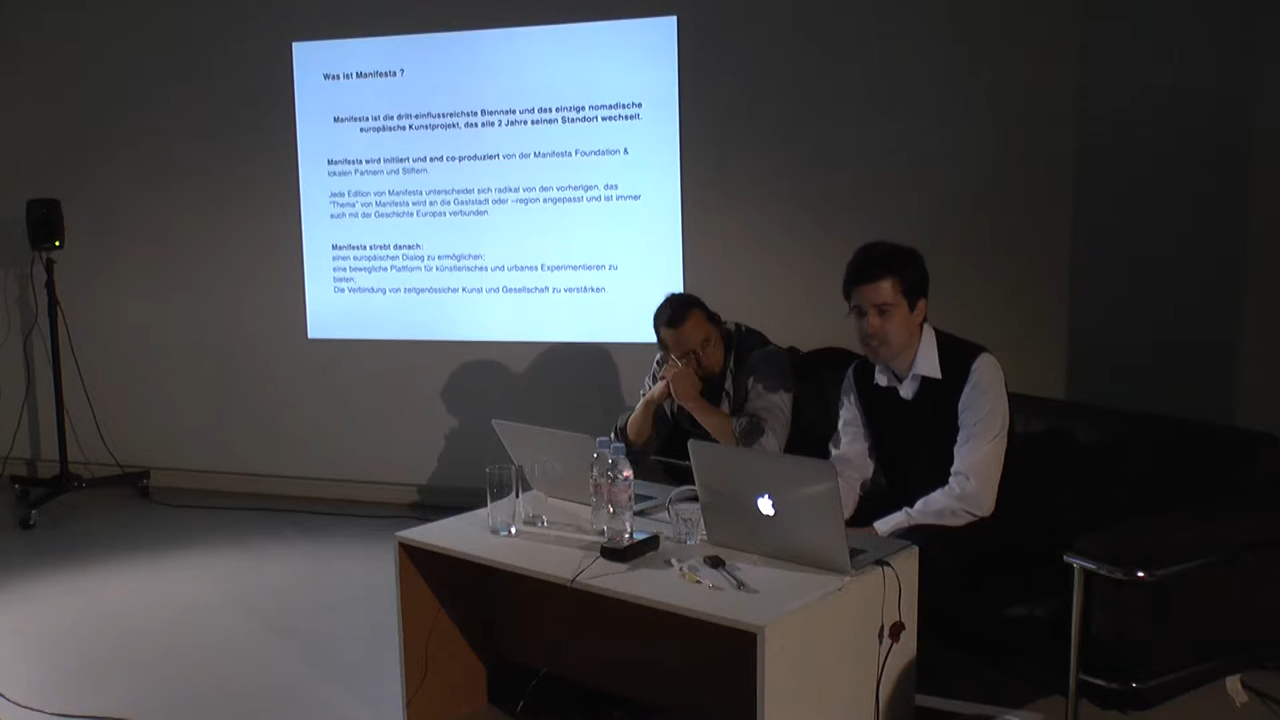 Was ist Manifesta ?
Manifesta ist die dritt-einflussreichste Biennale und das einzige nomadische
europäische Kunstprojekt, das alle 2 Jahre seinen Standort wechselt.
Manifesta wird initiiert und and co-produziert von der Manifesta Foundation &
lokalen Partnern und Stiftern.
Jede Edition von Manifesta unterscheidet sich radikal von den vorherigen, das
"Thema" von Manifesta wird an die Gaststadt oder –region angepasst und ist immer
auch mit der Geschichte Europas verbunden.
Manifesta strebt danach:
einen europäischen Dialog zu ermöglichen;
eine bewegliche Plattform für künstlerisches und urbanes Experimentieren zu
bieten;
Die Verbindung von zeitgenössicher Kunst und Gesellschaft zu verstärken.